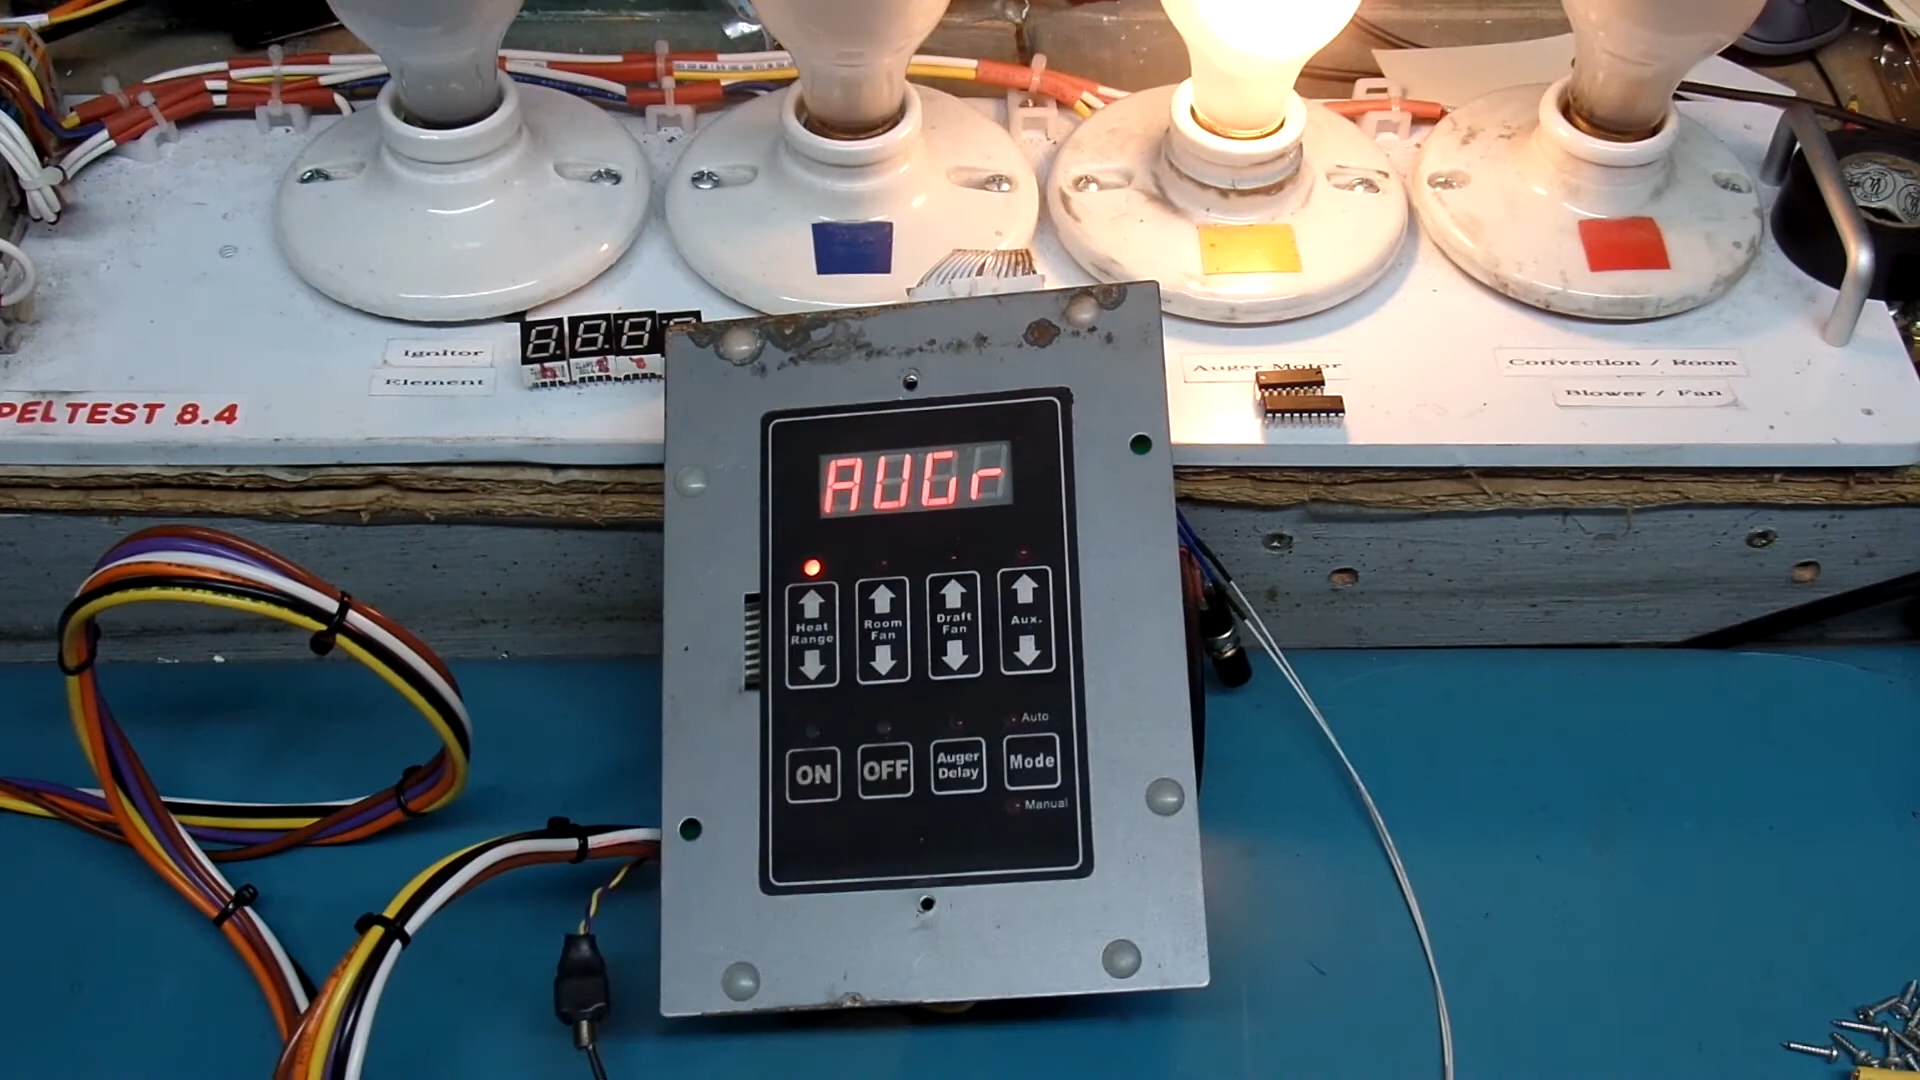 Ignitor
Element
PELTEST 8.4
Auger Motor
Convection / Room
Blower / Fan
AUGr
Heat Range
Room Fan
Draft Fan
Aux.
Auto
ON
OFF
Auger Delay
Mode
Manual